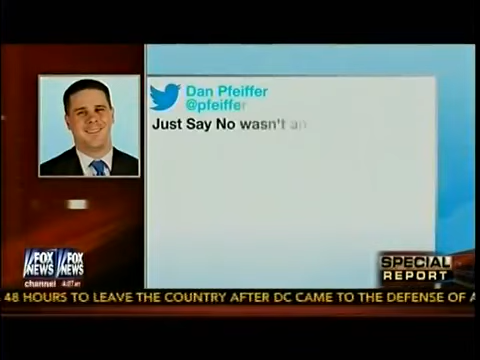 Dan Pfeiffer
@pfeiffer
Just Say No wasn't an
FOX FOX
NEWS NEWS
channel
SPECIAL
REPORT
48 HOURS TO LEAVE THE COUNTRY AFTER DC CAME TO THE DEFENSE OF A